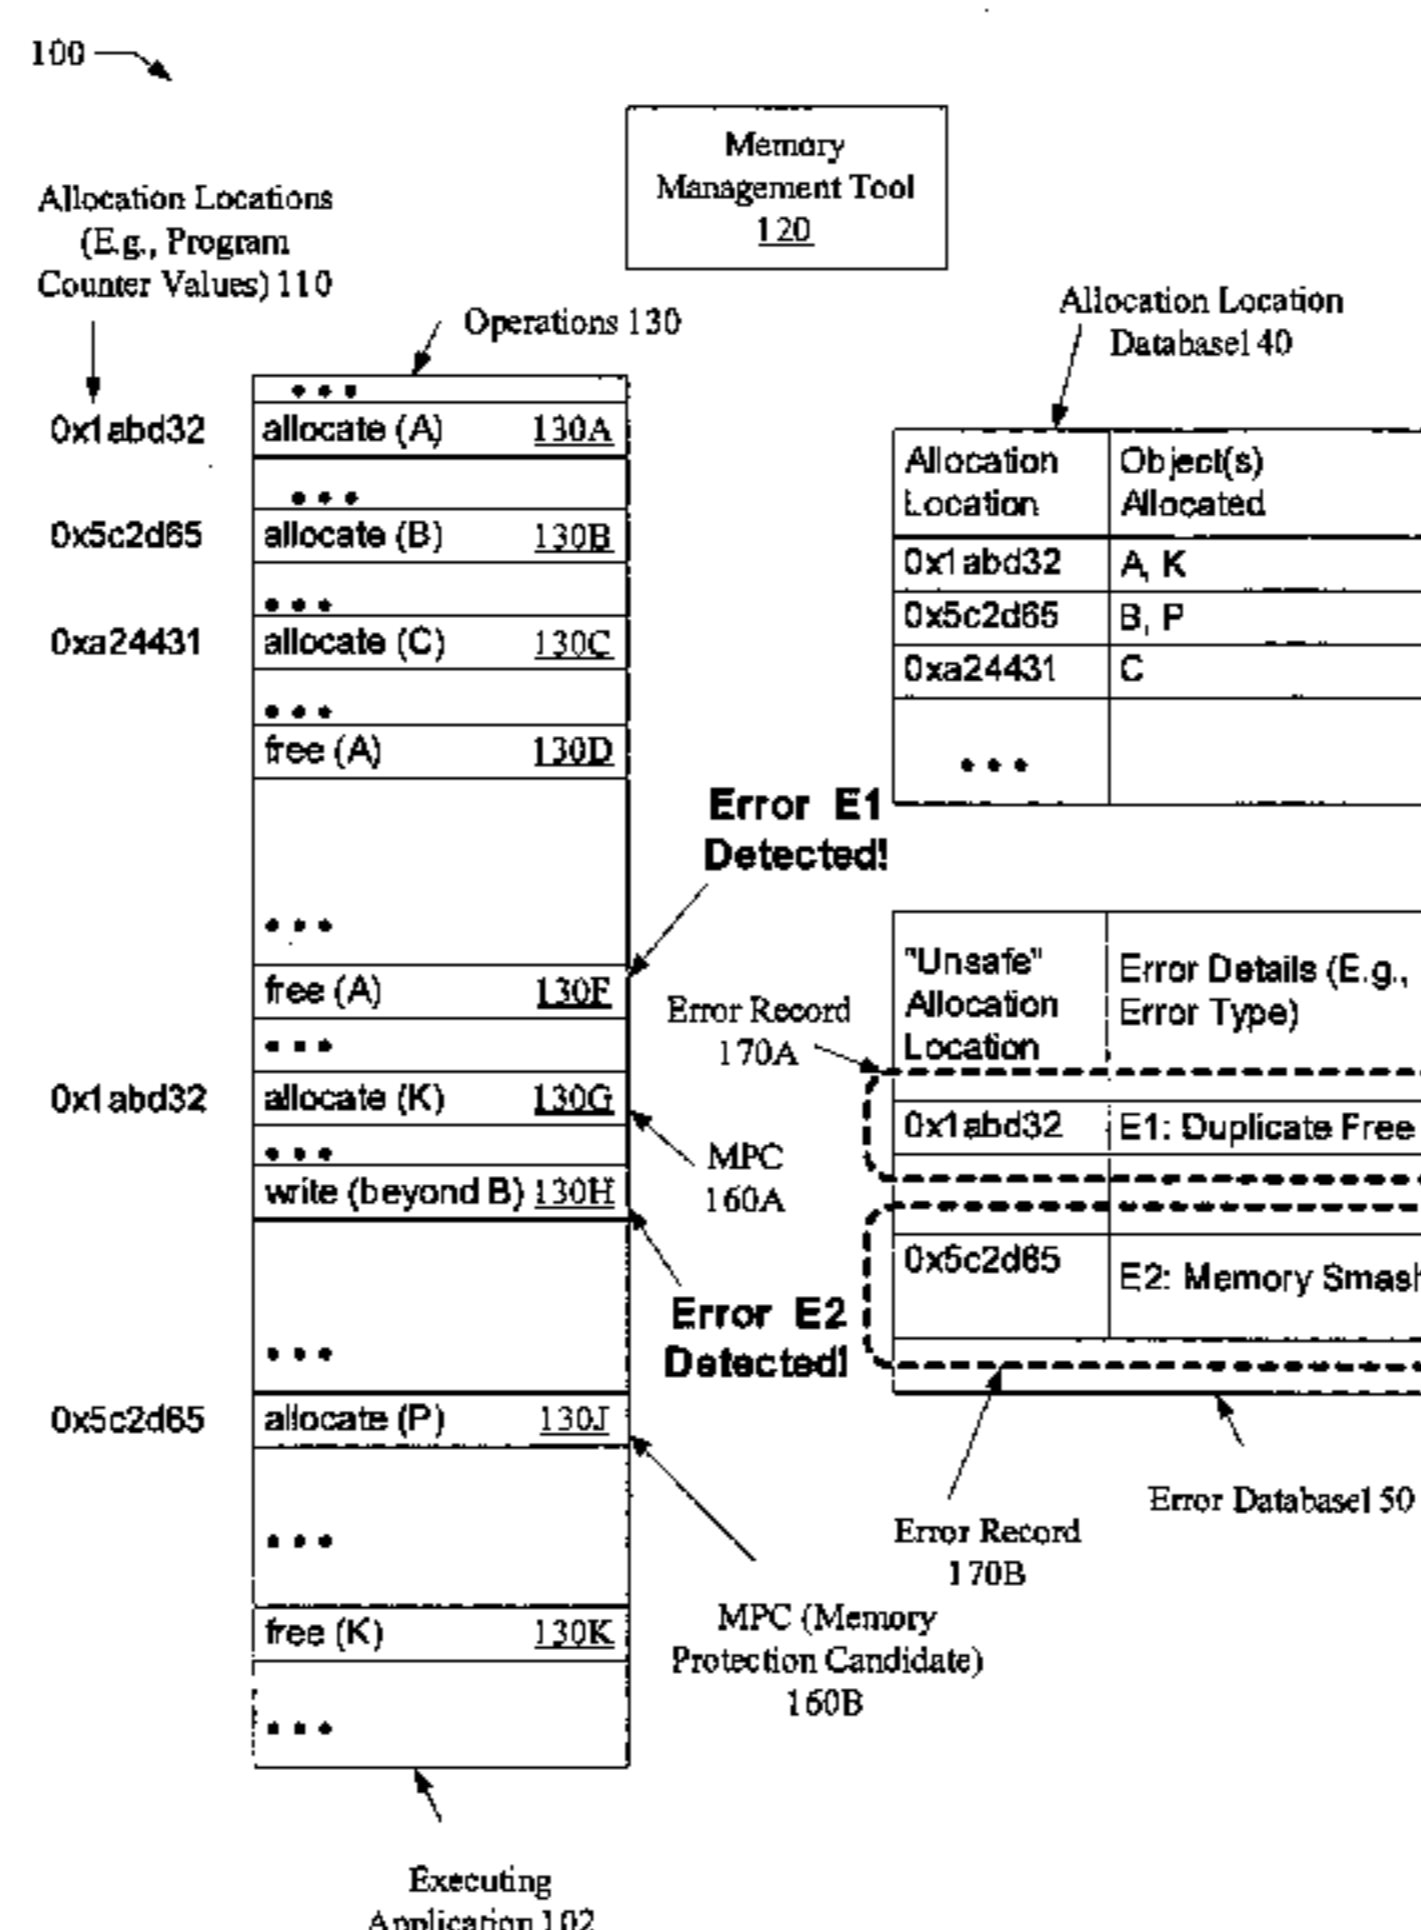 100
Memory
Management Tool
120
Allocation Locations
(E.g., Program
Counter Values) 110
Operations 130
Allocation Location
Database140
0x1abd32
allocate (A) 130A
0x5c2d65
allocate (B) 130B
0xa24431
allocate (C) 130C
free (A) 130D
Allocation Object(s)
Location Allocated
0x1abd32 A, K
0x5c2d65 B, P
0xa24431 C
Error E1
Detected!
free (A) 130F
0x1abd32
allocate (K) 130G
write (beyond B) 130H
Error Record
170A
MPC
160A
"Unsafe"
Allocation
Location
Error Details (E.g.,
Error Type)
0x1abd32 E1: Duplicate Free
0x5c2d65 E2: Memory Smash
Error E2
Detected!
0x5c2d65
allocate (P) 130J
Error Record
170B
Error Database150
MPC (Memory
Protection Candidate)
160B
free (K) 130K
Executing
Application 102